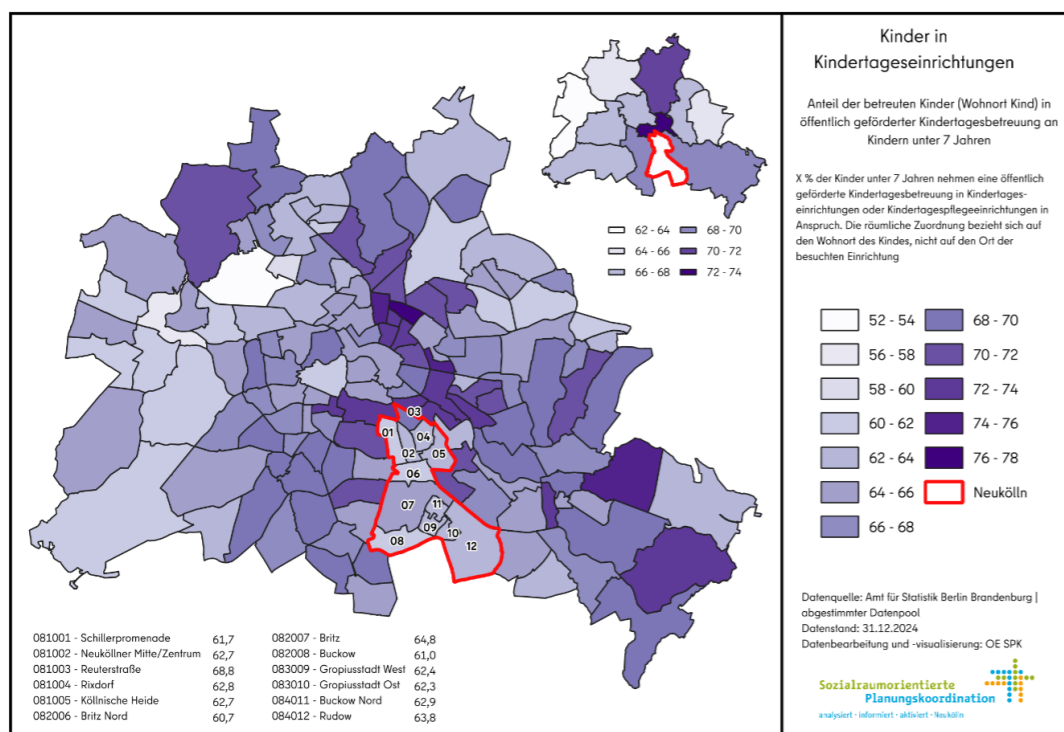 Kinder in
Kindertageseinrichtungen
Anteil der betreuten Kinder (Wohnort Kind) in
öffentlich geförderter Kindertagesbetreuung an
Kindern unter 7 Jahren
X % der Kinder unter 7 Jahren nehmen eine öffentlich
geförderte Kindertagesbetreuung in Kindertages-
einrichtungen oder Kindertagespflegeeinrichtungen in
Anspruch. Die räumliche Zuordnung bezieht sich auf
den Wohnort des Kindes, nicht auf den Ort der
besuchten Einrichtung
62 - 64 68 - 70
64 - 66 70 - 72
66 - 68 72 - 74
52 - 54 68 - 70
56 - 58 70 - 72
58 - 60 72 - 74
60 - 62 74 - 76
62 - 64 76 - 78
64 - 66 Neukölln
66 - 68
03
01
04
02
05
06
07
11
09
10
08
12
081001 - Schillerpromenade 61,7
081002 - Neuköllner Mitte/Zentrum 62,7
081003 - Reuterstraße 68,8
081004 - Rixdorf 62,8
081005 - Köllnische Heide 62,7
082006 - Britz Nord 60,7
082007 - Britz 64,8
082008 - Buckow 61,0
083009 - Gropiusstadt West 62,4
083010 - Gropiusstadt Ost 62,3
084011 - Buckow Nord 62,9
084012 - Rudow 63,8
Datenquelle: Amt für Statistik Berlin Brandenburg |
abgestimmter Datenpool
Datenstand: 31.12.2024
Datenbearbeitung und -visualisierung: OE SPK
Sozialraumorientierte
Planungskoordination
analysiert · informiert · aktiviert · Neukölln